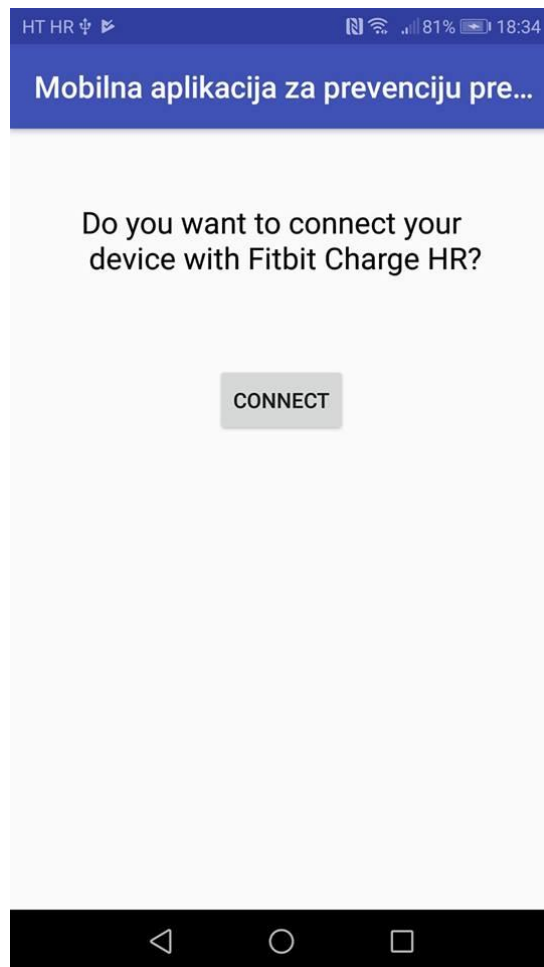 HT HR 81% 18:34
Mobilna aplikacija za prevenciju pre...
Do you want to connect your
device with Fitbit Charge HR?
CONNECT